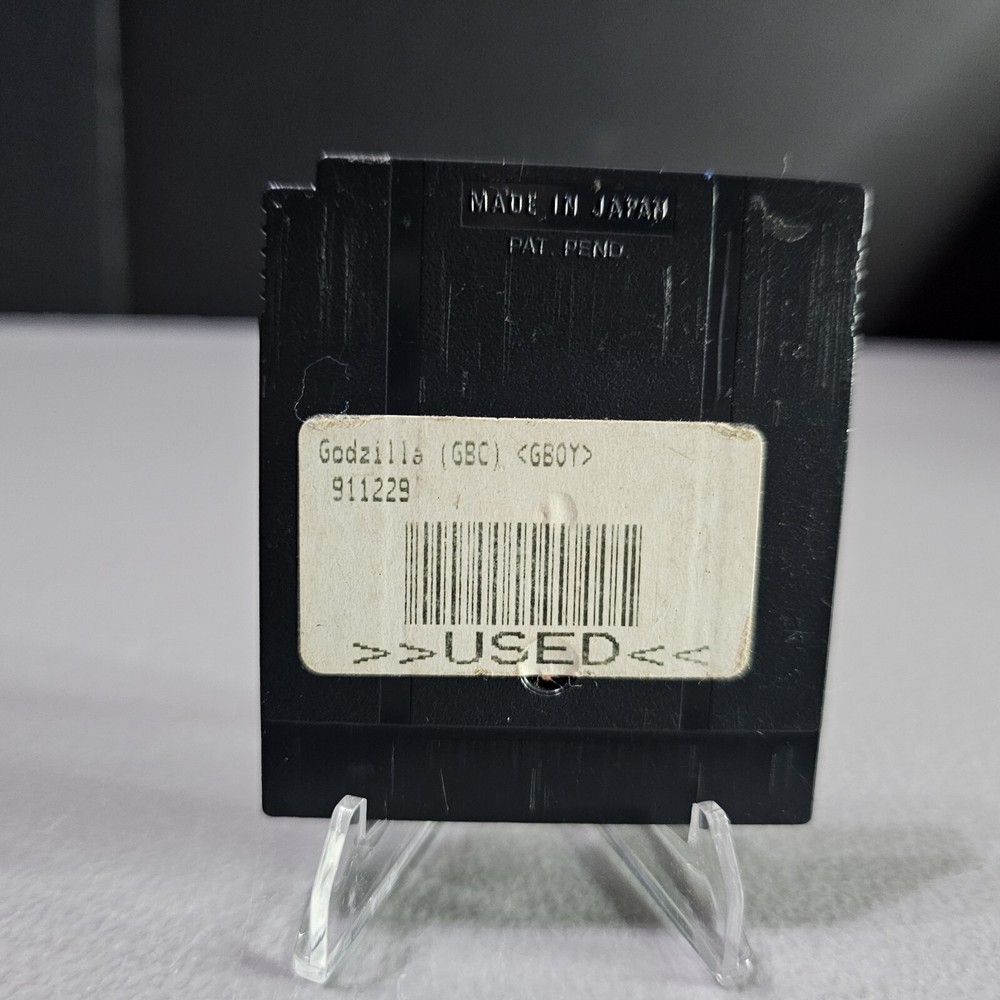 MADE IN JAPAN
PAT. PEND.
Godzilla (GBC) <GBOY>
911229
>>USED<<